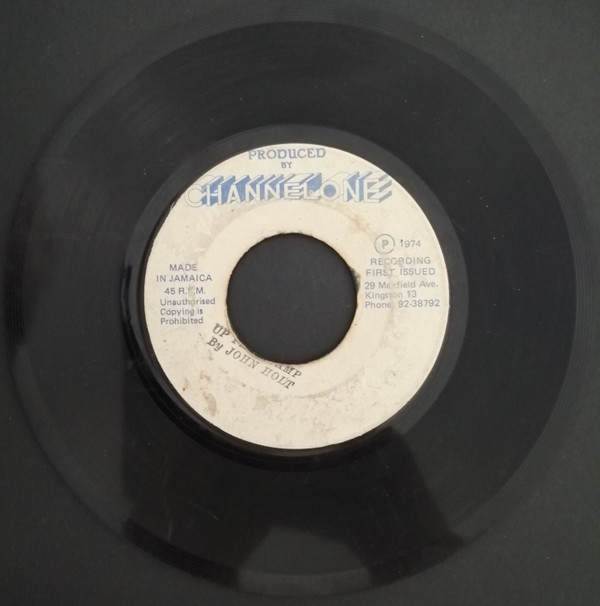 PRODUCED
BY
CHANNEL ONE
MADE
IN JAMAICA
45 R.P.M.
Unauthorised
Copying is
Prohibited
P 1974
RECORDING
FIRST ISSUED
29 Maxfield Ave.
Kingston 13
Phone: 92-38792
UP
By JOHN HOLT